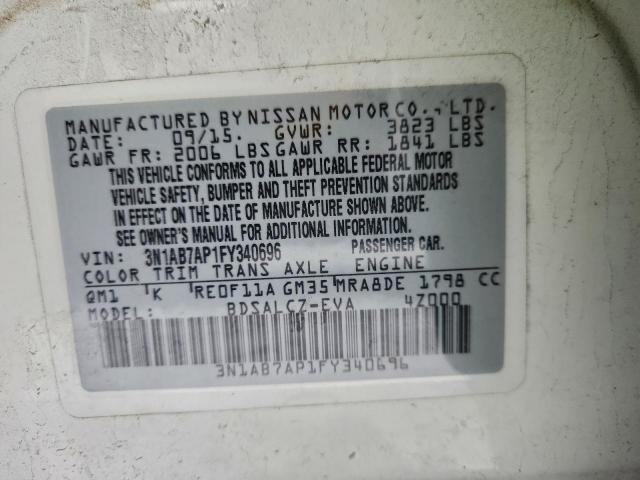 MANUFACTURED BY NISSAN MOTOR CO., LTD.
DATE: 09/15. GVWR: 3823 LBS
GAWR FR: 2006 LBS GAWR RR: 1841 LBS
THIS VEHICLE CONFORMS TO ALL APPLICABLE FEDERAL MOTOR
VEHICLE SAFETY, BUMPER AND THEFT PREVENTION STANDARDS
IN EFFECT ON THE DATE OF MANUFACTURE SHOWN ABOVE.
SEE OWNER'S MANUAL FOR ADDITIONAL INFORMATION.
VIN: 3N1AB7AP1FY340696 PASSENGER CAR.
COLOR TRIM TRANS AXLE ENGINE
QM1 K RE0F11A GM35 MRA8DE 1798 CC
MODEL: BDSALCZ-EVA 4Z000
3N1AB7AP1FY340696